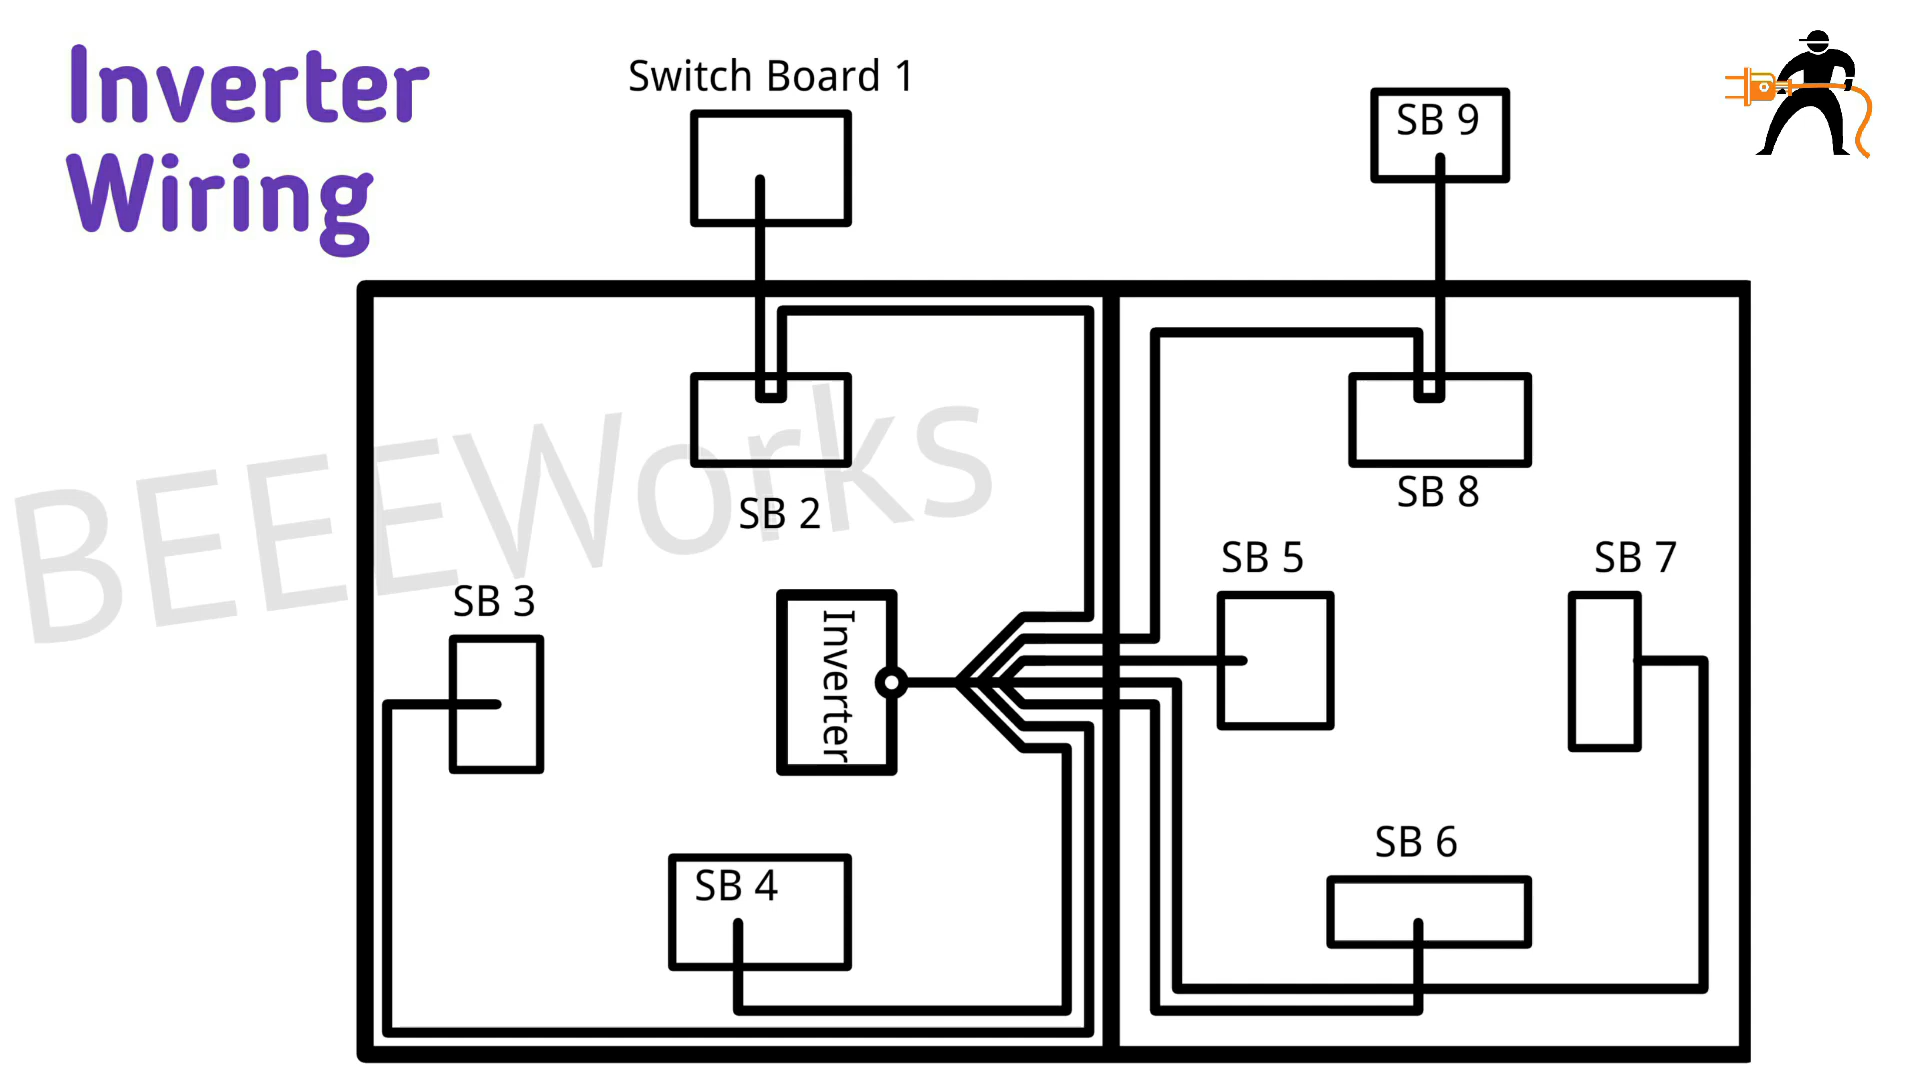 Inverter
Wiring
Switch Board 1
SB 9
BEEEWorks
SB 2
SB 8
SB 3
Inverter
SB 5
SB 7
SB 4
SB 6